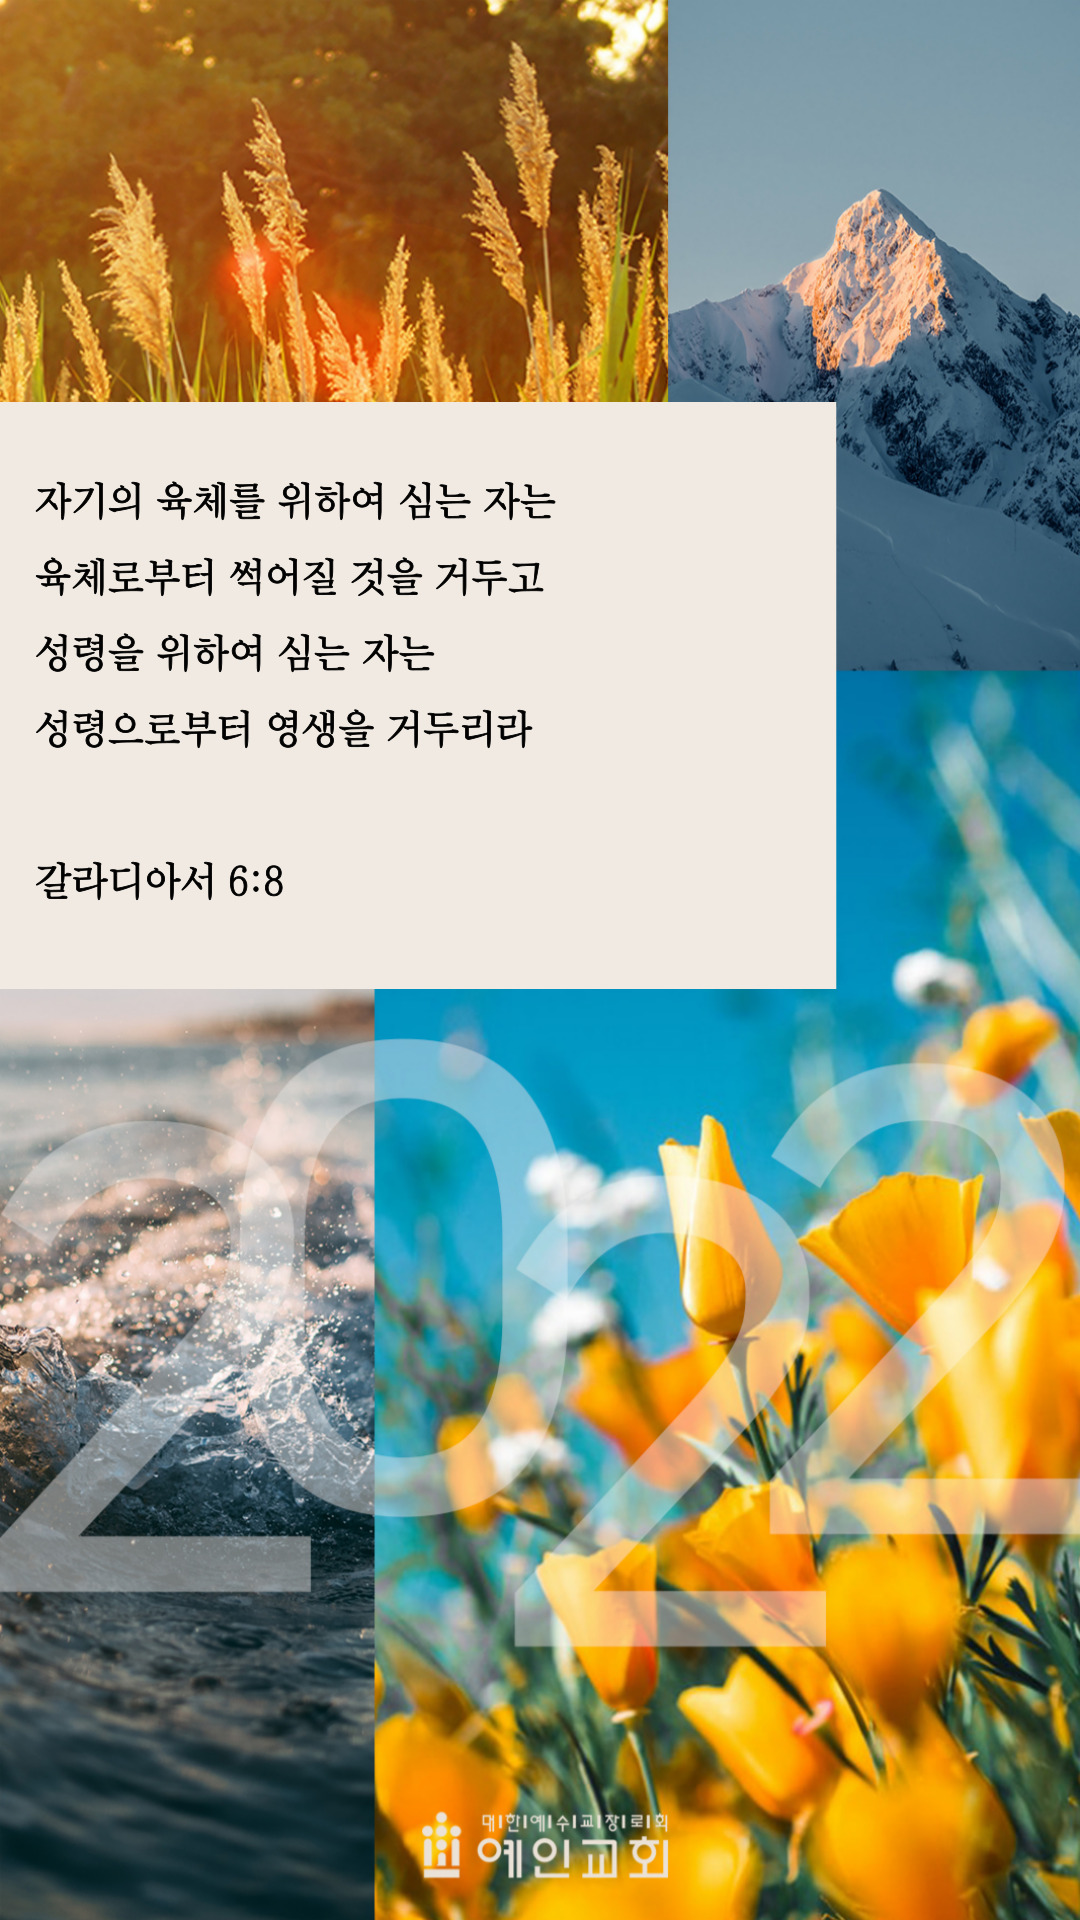 자기의 육체를 위하여 심는 자는
육체로부터 썩어질 것을 거두고
성령을 위하여 심는 자는
성령으로부터 영생을 거두리라
갈라디아서 6:8
2022
대한예수교장로회
예인교회